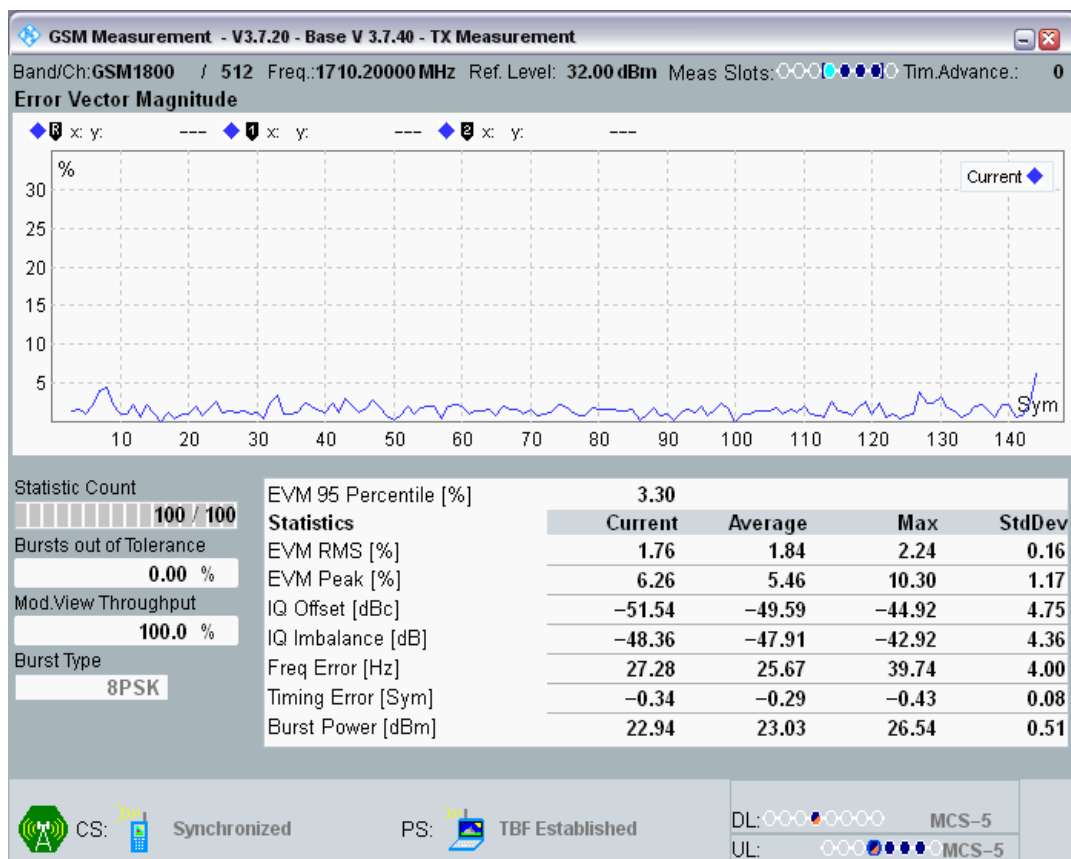 GSM Measurement - V3.7.20 - Base V 3.7.40 - TX Measurement
Band/Ch:GSM1800 / 512 Freq.:1710.20000 MHz Ref. Level: 32.00 dBm Meas Slots: Tim.Advance.: 0
Error Vector Magnitude
R x: y: --- 1 x: y: --- 2 x: y: ---
%
Current
30
25
20
15
10
5
Sym
10 20 30 40 50 60 70 80 90 100 110 120 130 140
Statistic Count
100 / 100
Bursts out of Tolerance
0.00 %
Mod.View Throughput
100.0 %
Burst Type
8PSK
EVM 95 Percentile [%] 3.30
Statistics Current Average Max StdDev
EVM RMS [%] 1.76 1.84 2.24 0.16
EVM Peak [%] 6.26 5.46 10.30 1.17
IQ Offset [dBc] −51.54 −49.59 −44.92 4.75
IQ Imbalance [dB] −48.36 −47.91 −42.92 4.36
Freq Error [Hz] 27.28 25.67 39.74 4.00
Timing Error [Sym] −0.34 −0.29 −0.43 0.08
Burst Power [dBm] 22.94 23.03 26.54 0.51
CS: Synchronized PS: TBF Established
DL: MCS−5
UL: MCS−5